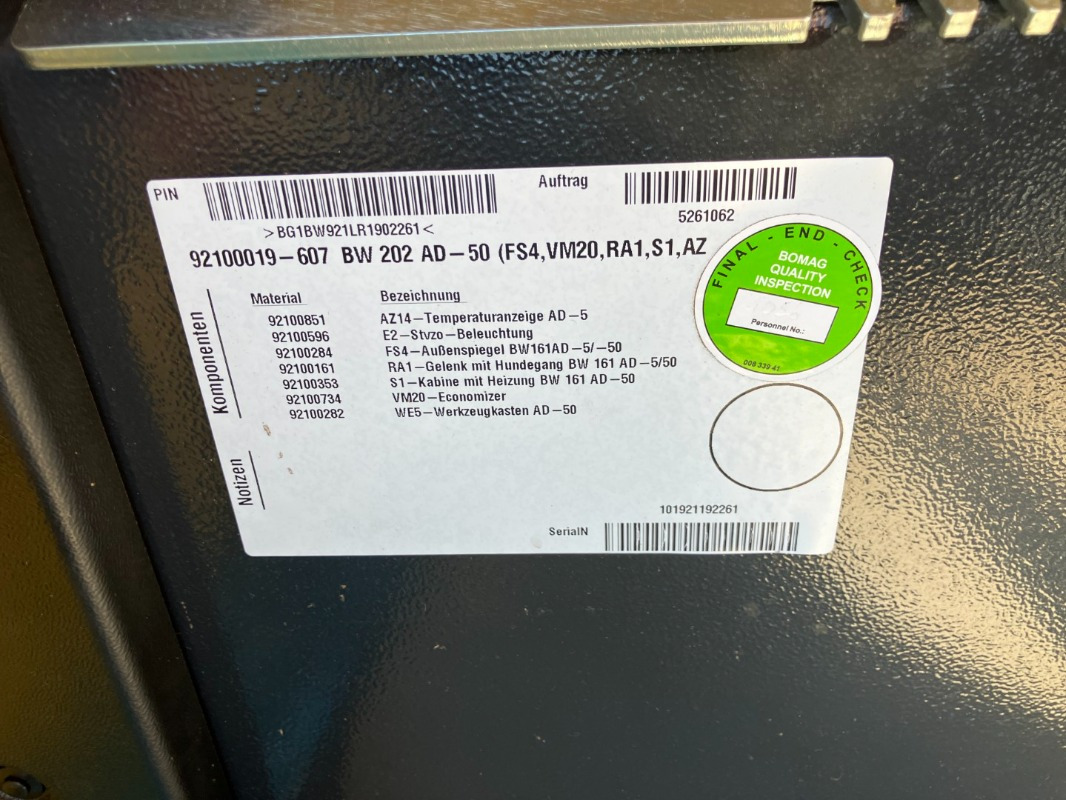 PIN
>BG1BW921LR1902261<
Auftrag
5261062
92100019-607 BW 202 AD-50 (FS4,VM20,RA1,S1,AZ
FINAL - END - CHECK
BOMAG
QUALITY
INSPECTION
Personnel No.:
Komponenten
Material Bezeichnung
92100851 AZ14-Temperaturanzeige AD-5
92100596 E2-Stvzo-Beleuchtung
92100284 FS4-Außenspiegel BW161AD-5/-50
92100161 RA1-Gelenk mit Hundegang BW 161 AD-5/50
92100353 S1-Kabine mit Heizung BW 161 AD-50
92100734 VM20-Economizer
92100282 WE5-Werkzeugkasten AD-50
Notizen
101921192261
SerialN